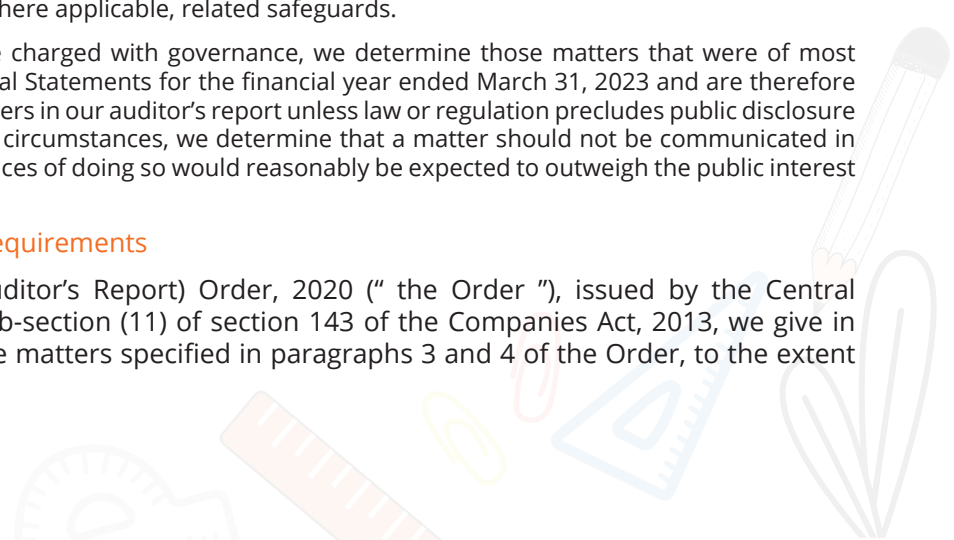 here applicable, related safeguards.
charged with governance, we determine those matters that were of most
al Statements for the financial year ended March 31, 2023 and are therefore
ers in our auditor’s report unless law or regulation precludes public disclosure
circumstances, we determine that a matter should not be communicated in
ces of doing so would reasonably be expected to outweigh the public interest
equirements
uditor’s Report) Order, 2020 (“ the Order ”), issued by the Central
b-section (11) of section 143 of the Companies Act, 2013, we give in
e matters specified in paragraphs 3 and 4 of the Order, to the extent